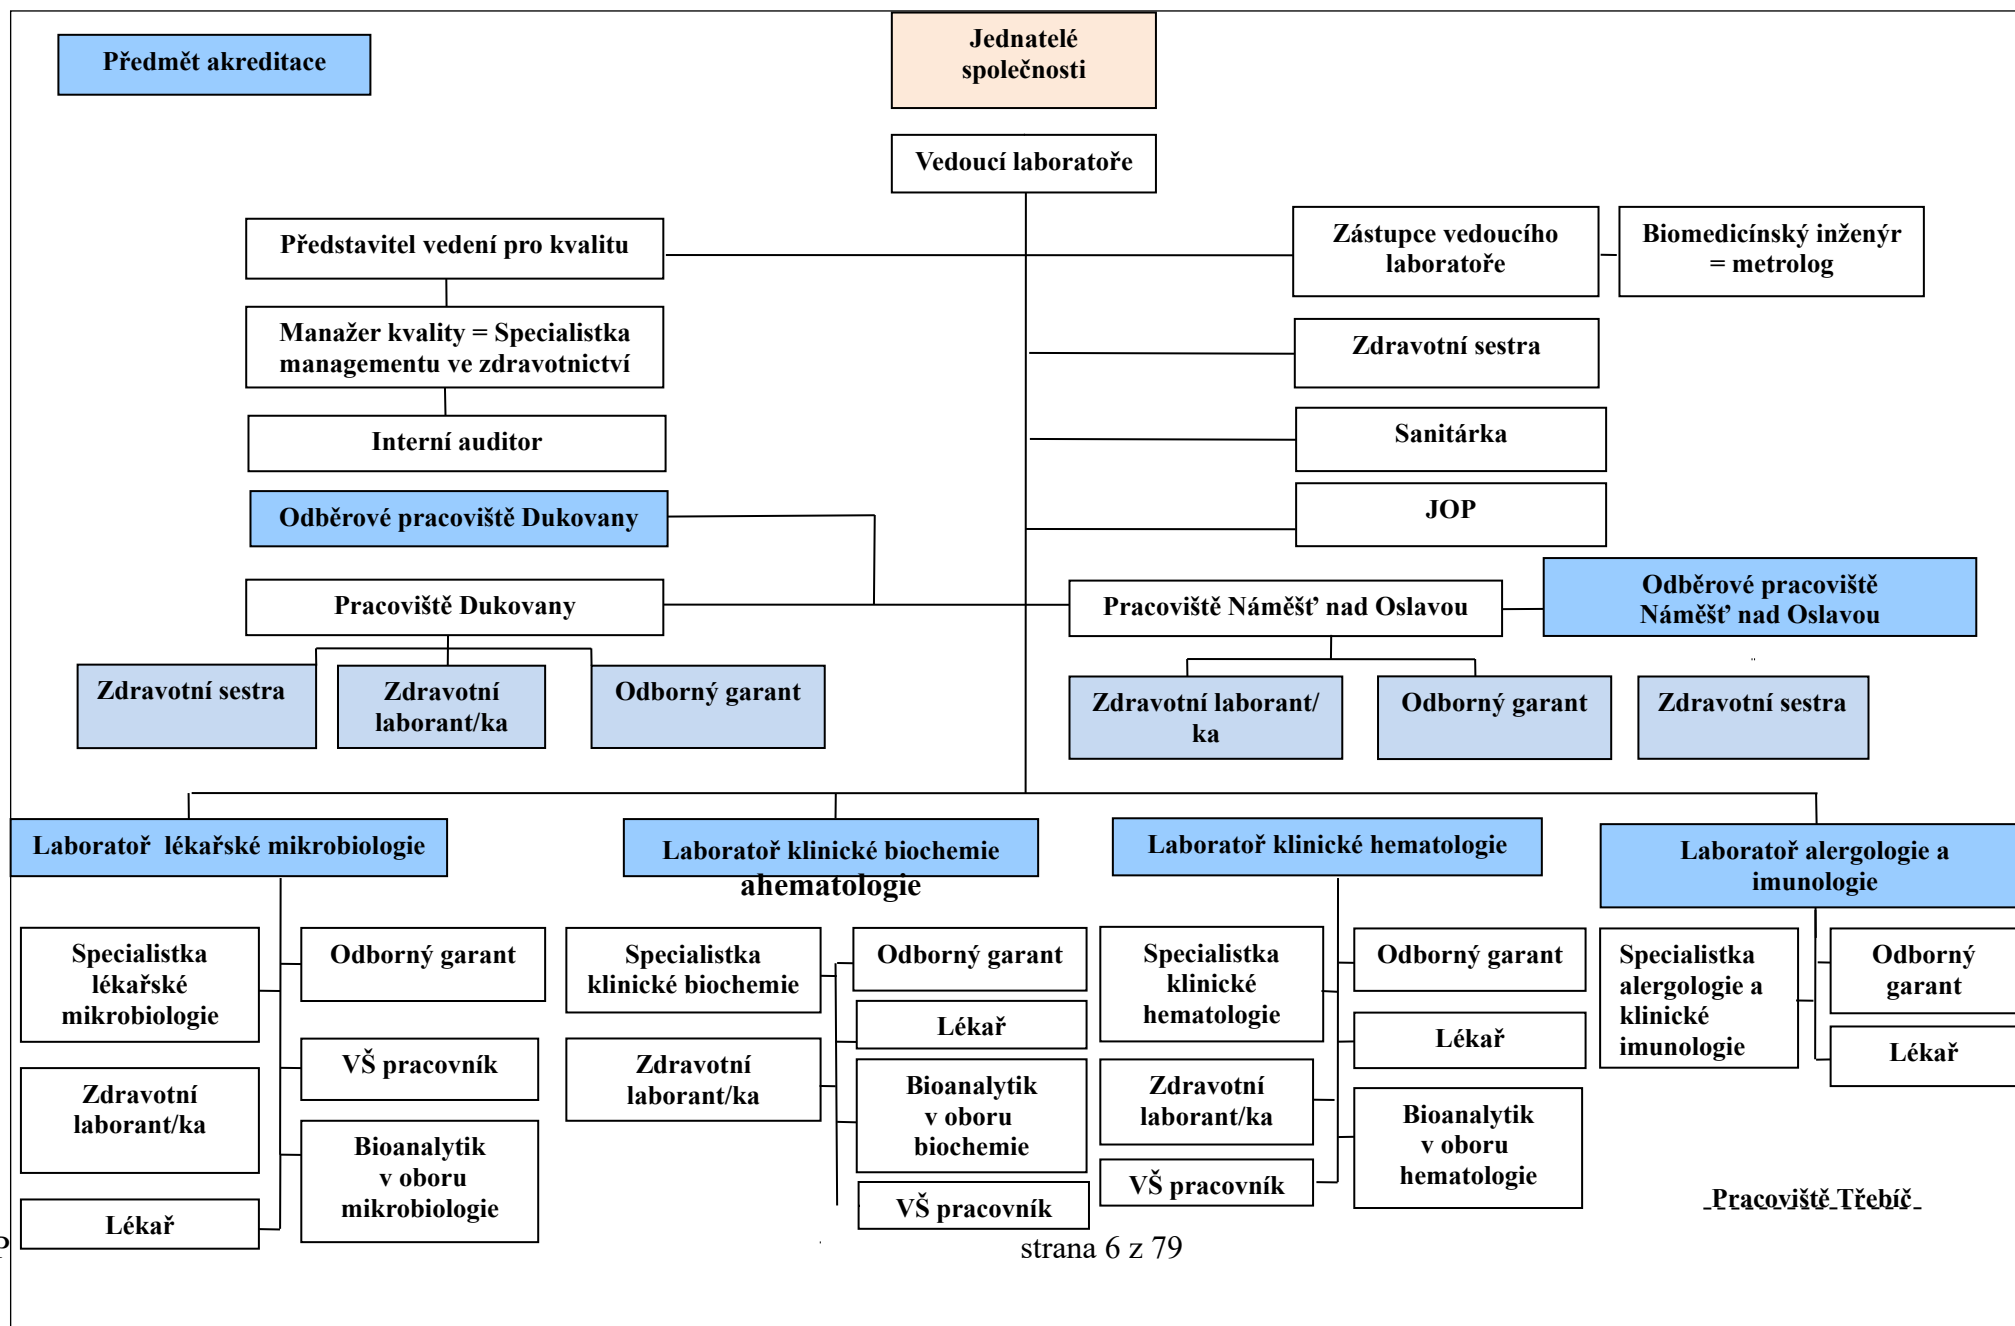 Předmět akreditace
Jednatelé
společnosti
Vedoucí laboratoře
Představitel vedení pro kvalitu
Zástupce vedoucího
laboratoře
Biomedicínský inženýr
= metrolog
Manažer kvality = Specialistka
managementu ve zdravotnictví
Zdravotní sestra
Interní auditor
Sanitárka
Odběrové pracoviště Dukovany
JOP
Pracoviště Dukovany
Pracoviště Náměšť nad Oslavou
Odběrové pracoviště
Náměšť nad Oslavou
Zdravotní sestra
Zdravotní
laborant/ka
Odborný garant
Zdravotní laborant/
ka
Odborný garant
Zdravotní sestra
Laboratoř lékařské mikrobiologie
Laboratoř klinické biochemie
ahematologie
Laboratoř klinické hematologie
Laboratoř alergologie a
imunologie
Specialistka
lékařské
mikrobiologie
Odborný garant
VŠ pracovník
Zdravotní
laborant/ka
Bioanalytik
v oboru
mikrobiologie
Lékař
Specialistka
klinické biochemie
Odborný garant
Lékař
Zdravotní
laborant/ka
Bioanalytik
v oboru
biochemie
VŠ pracovník
Specialistka
klinické
hematologie
Odborný garant
Lékař
Zdravotní
laborant/ka
Bioanalytik
v oboru
hematologie
VŠ pracovník
Specialistka
alergologie a
klinické
imunologie
Odborný
garant
Lékař
Pracoviště Třebíč
strana 6 z 79